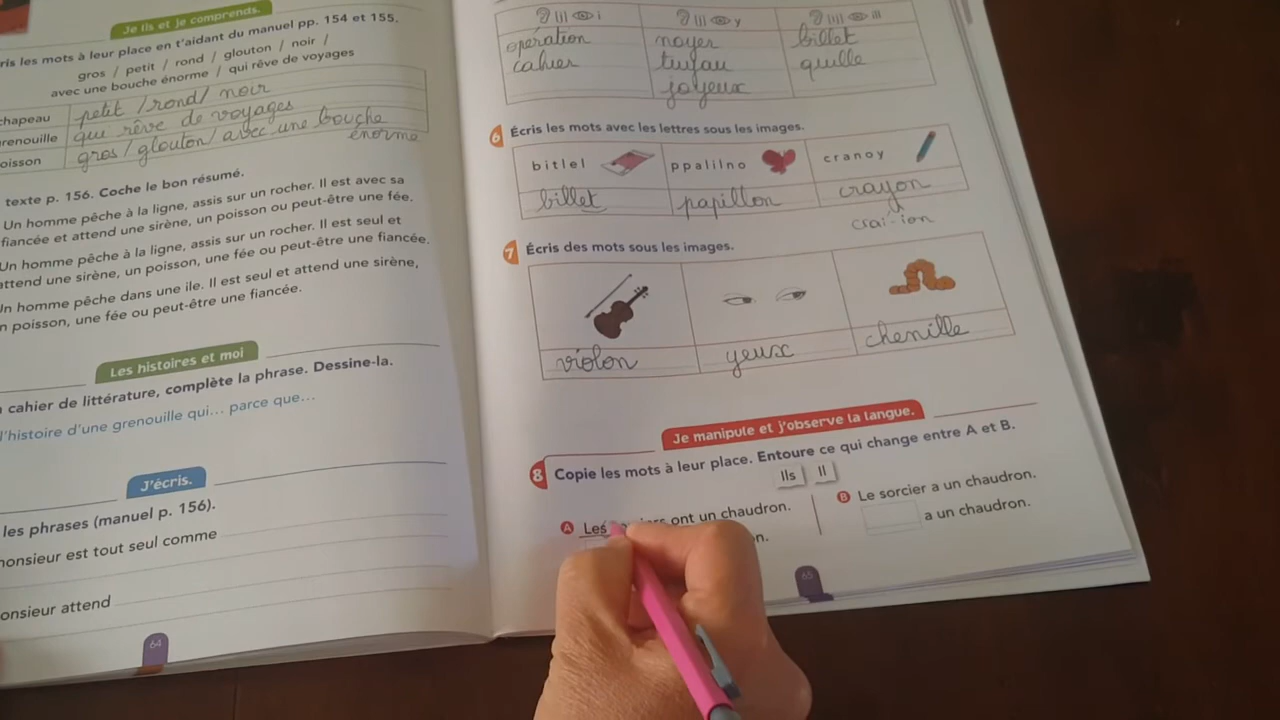 Je lis et je comprends.
ris les mots à leur place en t'aidant du manuel pp. 154 et 155.
gros / petit / rond / glouton / noir /
avec une bouche énorme / qui rêve de voyages
chapeau petit /rond/ noir
renouille qui rêve de voyages
oisson gros/glouton/avec une bouche
énorme
texte p. 156. Coche le bon résumé.
Un homme pêche à la ligne, assis sur un rocher. Il est avec sa
fiancée et attend une sirène, un poisson ou peut-être une fée.
Un homme pêche à la ligne, assis sur un rocher. Il est seul et
attend une sirène, un poisson, une fée ou peut-être une fiancée.
Un homme pêche dans une ile. Il est seul et attend une sirène,
n poisson, une fée ou peut-être une fiancée.
Les histoires et moi
cahier de littérature, complète la phrase. Dessine-la.
l'histoire d'une grenouille qui... parce que...
J'écris.
les phrases (manuel p. 156).
monsieur est tout seul comme
onsieur attend
64
i y ill
opération noyer billet
cahier tuyau quille
joyeux
6 Écris les mots avec les lettres sous les images.
bitlel ppalilno cranoy
billet papillon crayon
crai-ion
7 Écris des mots sous les images.
violon yeux chenille
Je manipule et j'observe la langue.
8 Copie les mots à leur place. Entoure ce qui change entre A et B.
Ils Il
A Les ont un chaudron.
n.
B Le sorcier a un chaudron.
a un chaudron.
65